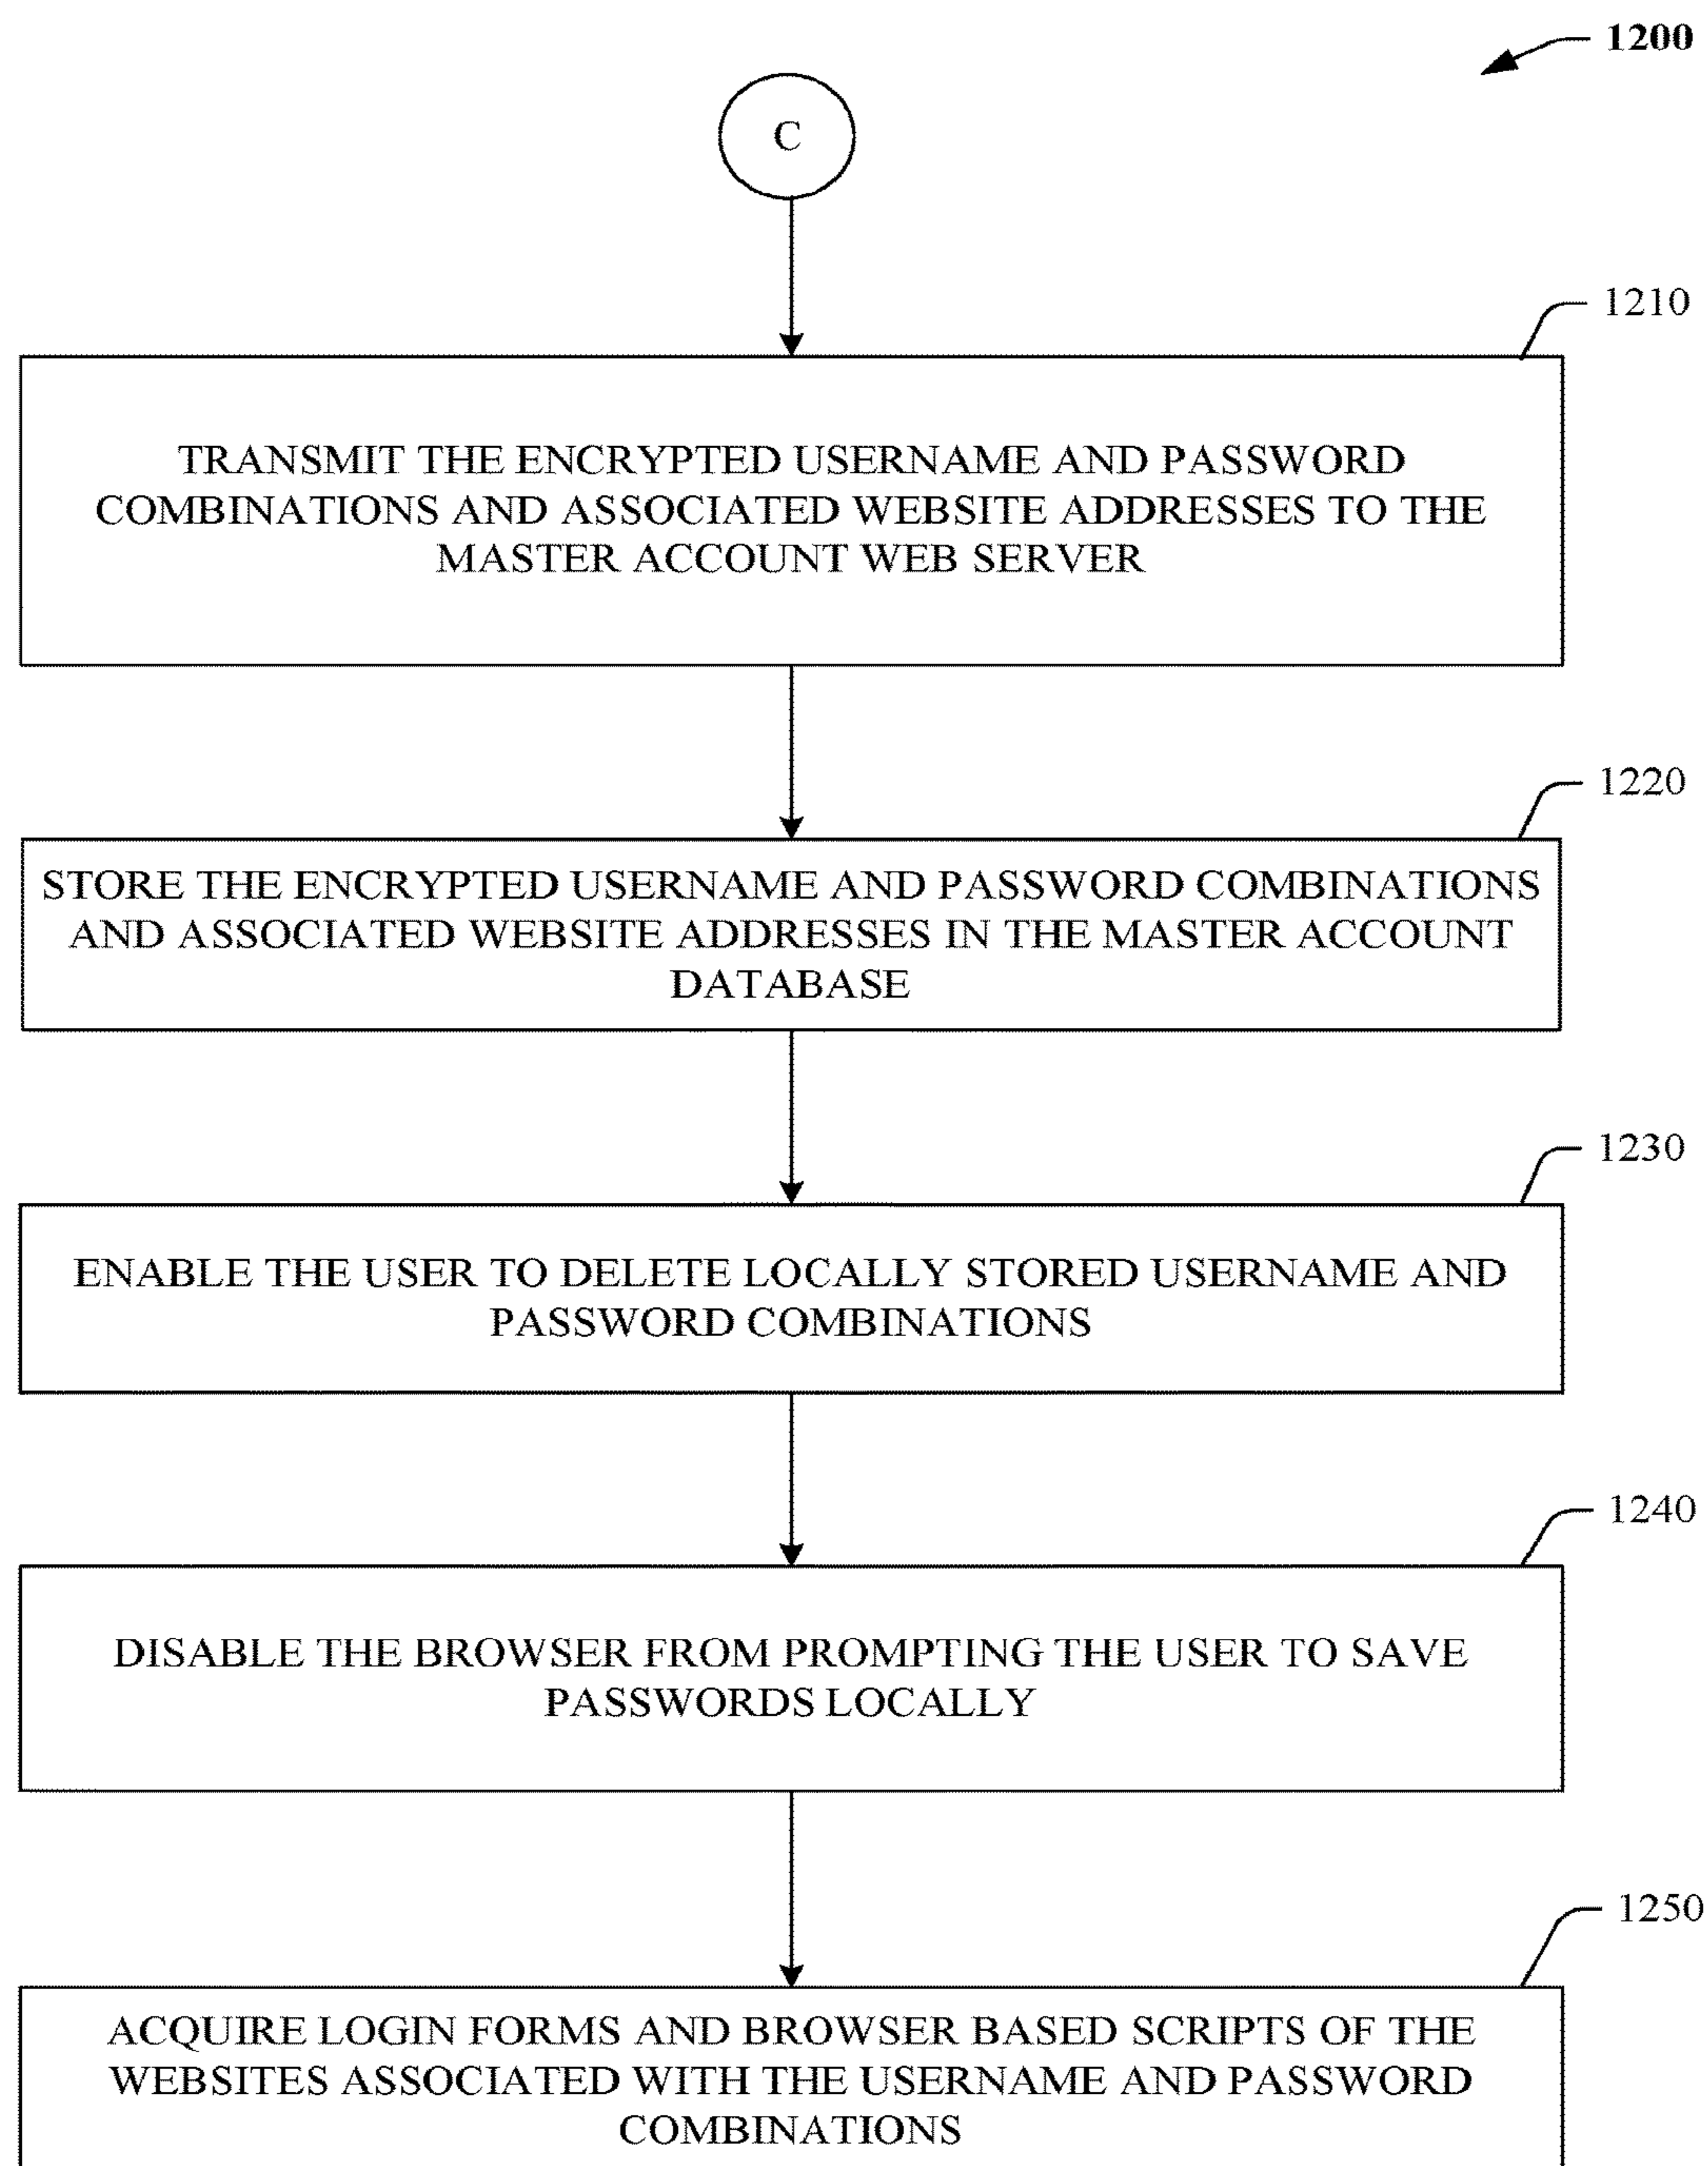 1200
C
1210
TRANSMIT THE ENCRYPTED USERNAME AND PASSWORD
COMBINATIONS AND ASSOCIATED WEBSITE ADDRESSES TO THE
MASTER ACCOUNT WEB SERVER
1220
STORE THE ENCRYPTED USERNAME AND PASSWORD COMBINATIONS
AND ASSOCIATED WEBSITE ADDRESSES IN THE MASTER ACCOUNT
DATABASE
1230
ENABLE THE USER TO DELETE LOCALLY STORED USERNAME AND
PASSWORD COMBINATIONS
1240
DISABLE THE BROWSER FROM PROMPTING THE USER TO SAVE
PASSWORDS LOCALLY
1250
ACQUIRE LOGIN FORMS AND BROWSER BASED SCRIPTS OF THE
WEBSITES ASSOCIATED WITH THE USERNAME AND PASSWORD
COMBINATIONS